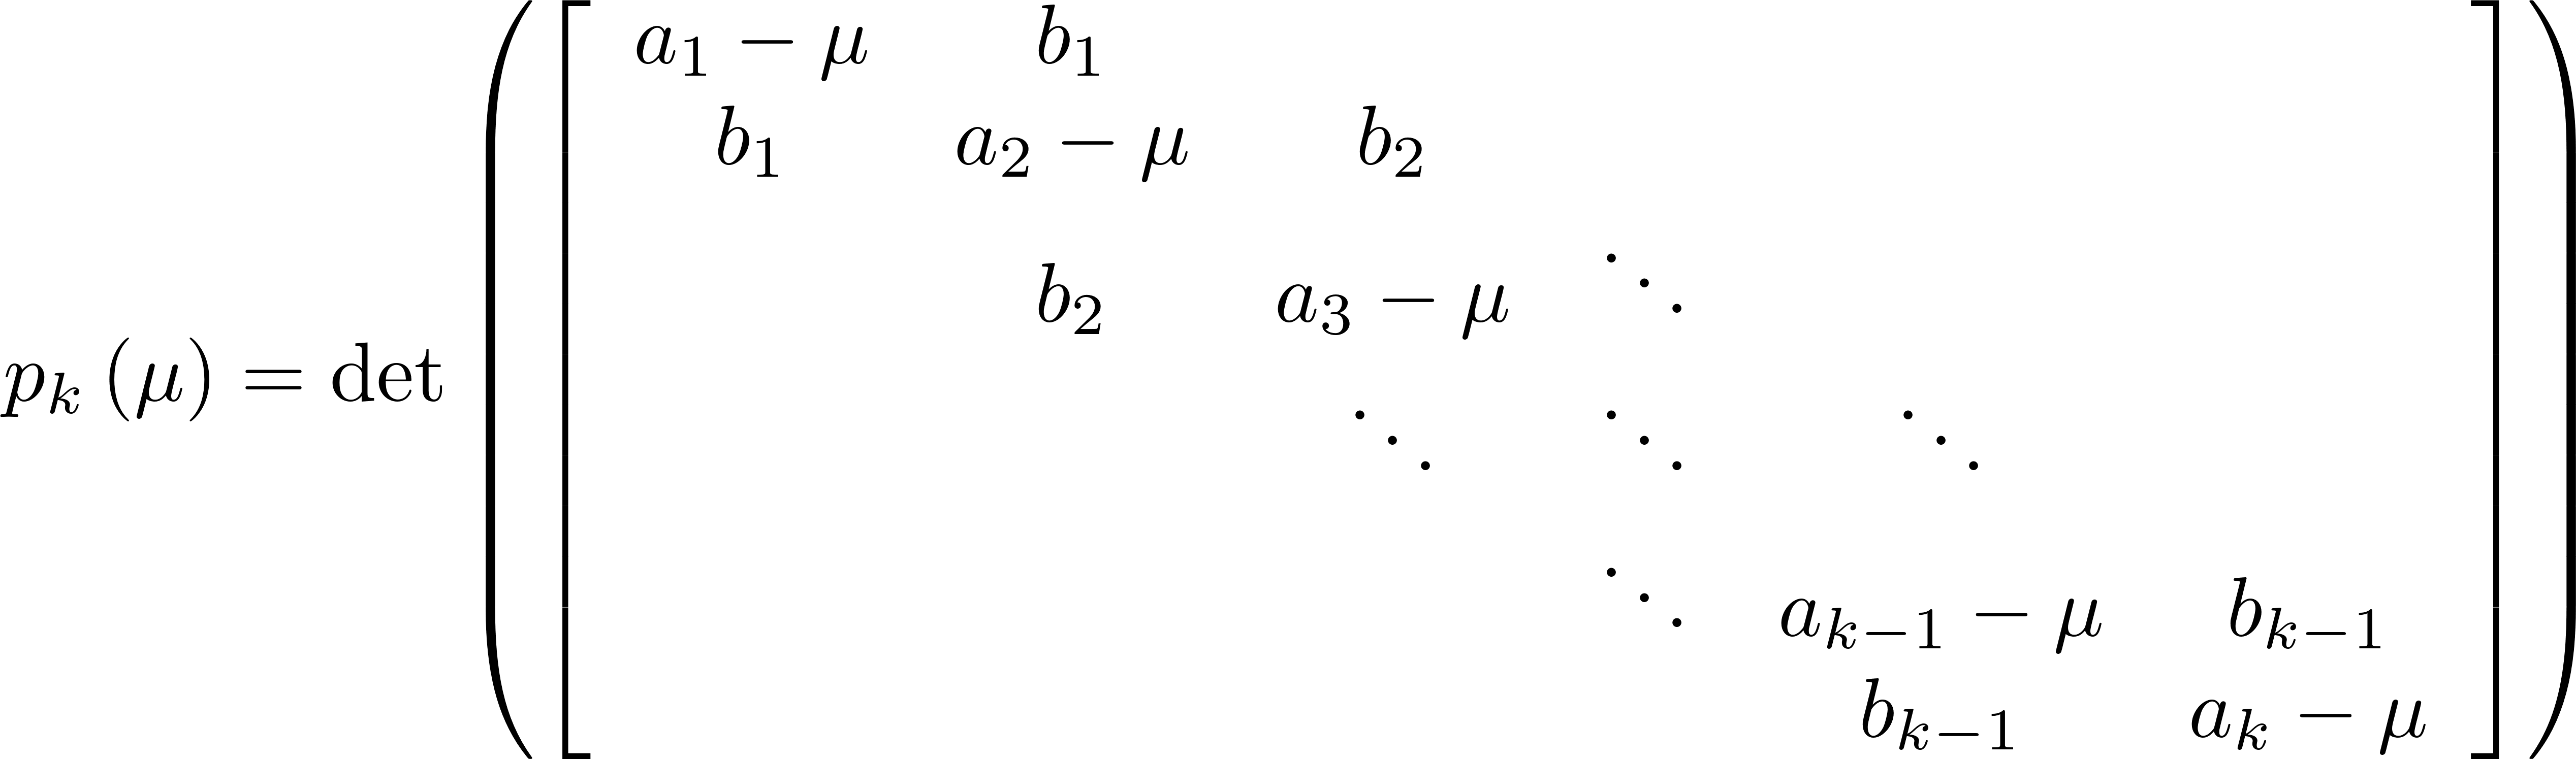 p_k (μ) = det ( [ a_1 − μ b_1
b_1 a_2 − μ b_2
b_2 a_3 − μ ⋱
⋱ ⋱ ⋱
⋱ a_{k−1} − μ b_{k−1}
b_{k−1} a_k − μ ] )